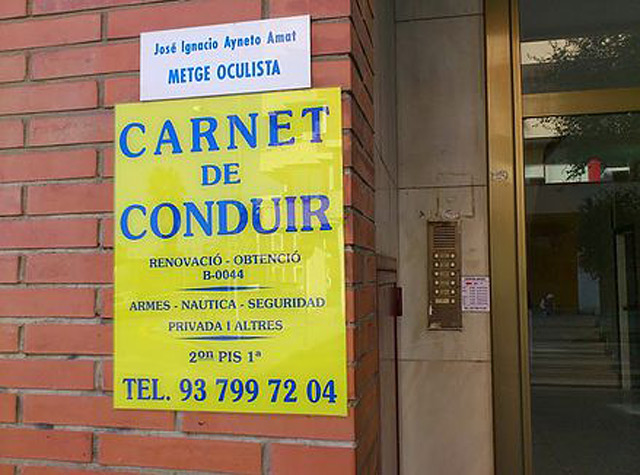 José Ignacio Ayneto Amat
METGE OCULISTA
CARNET
DE
CONDUIR
RENOVACIÓ - OBTENCIÓ
B-0044
ARMES - NAUTICA - SEGURIDAD
PRIVADA I ALTRES
2on PIS 1ª
TEL. 93 799 72 04